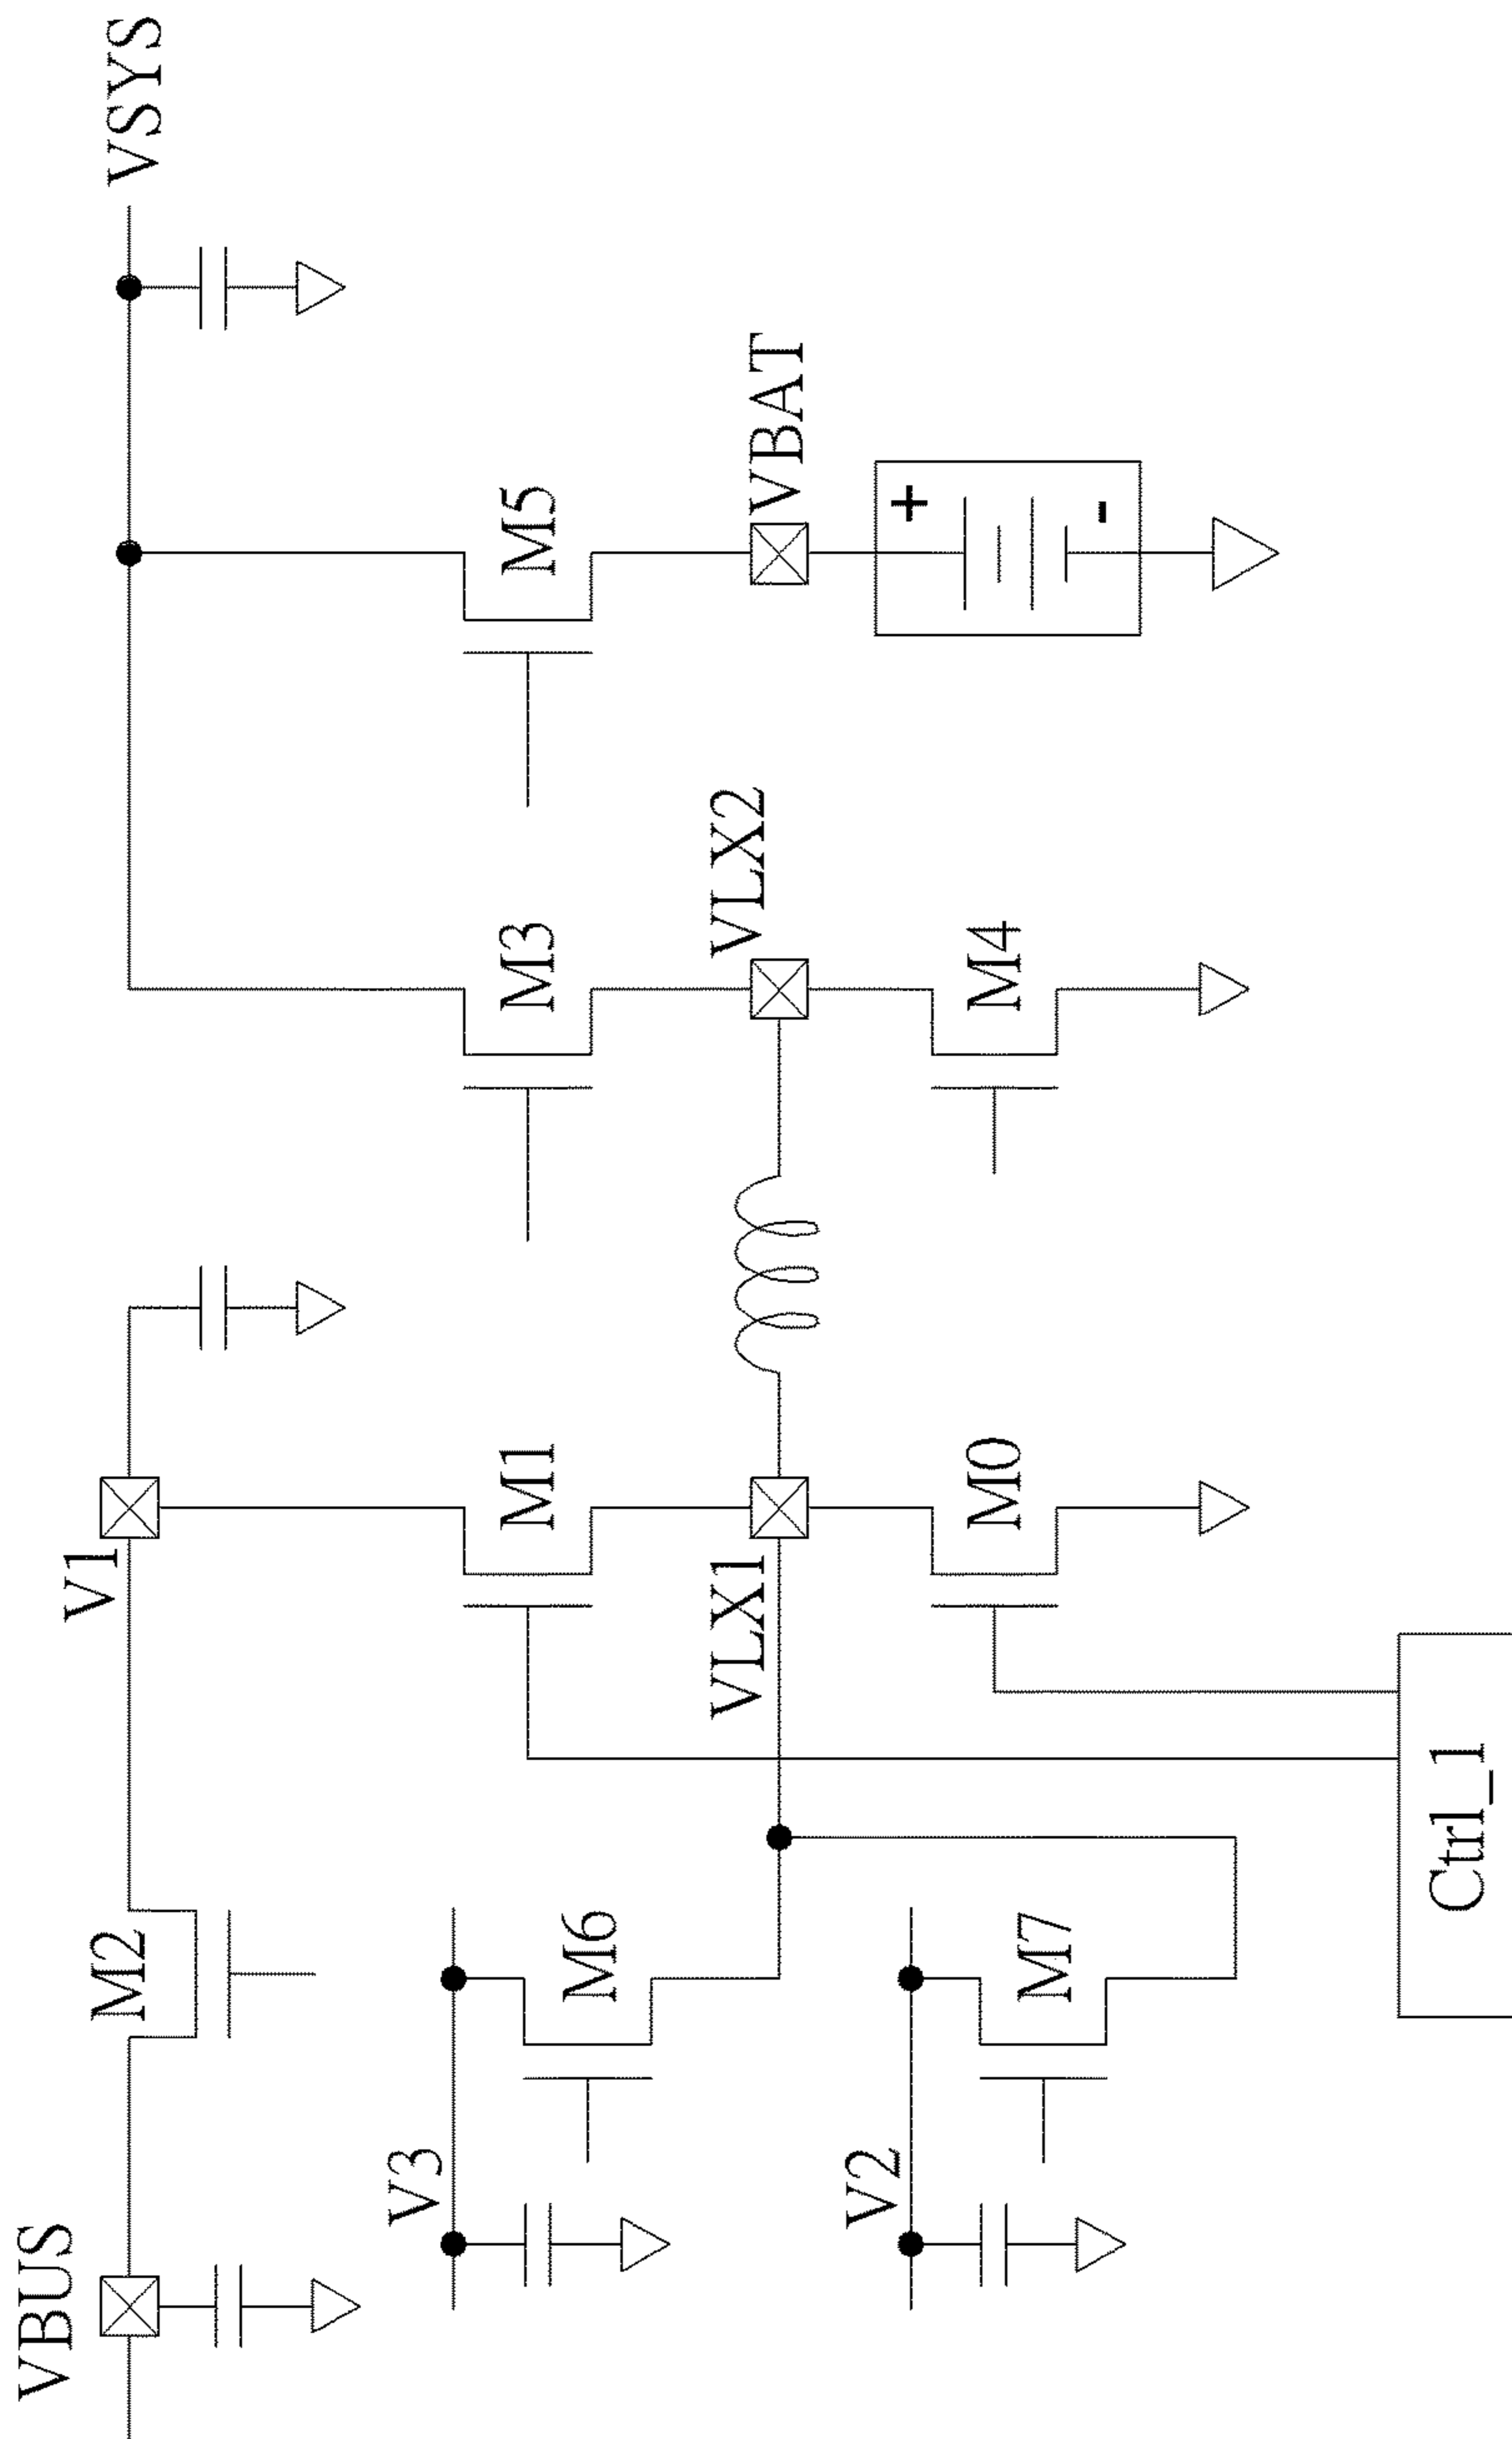 VBUS
M2
V1
VSYS
V3
M6
M1
M3
M5
VLX1
VLX2
VBAT
+
-
V2
M7
M0
M4
Ctrl_1